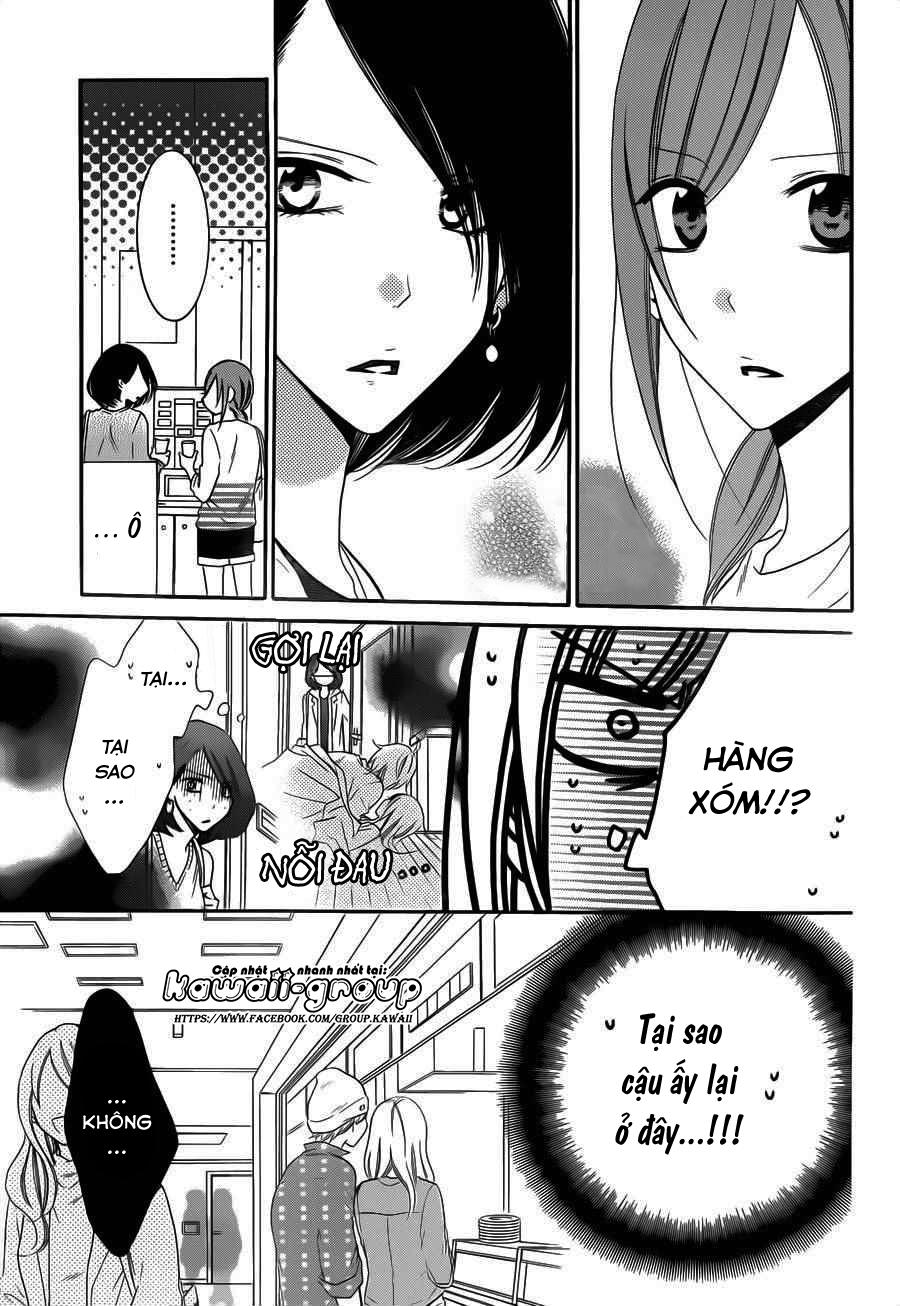 .........
... Ô
HÀNG
XÓM!!?
GỢI LẠI
NỖI ĐAU ...
TẠI...
TẠI
SAO
...
Tại sao
cậu ấy lại
ở đây...!!!
Cập nhật nhanh nhất tại:
kawaii-group
HTTPS://WWW.FACEBOOK.COM/GROUP.KAWAII
...
KHÔNG
...